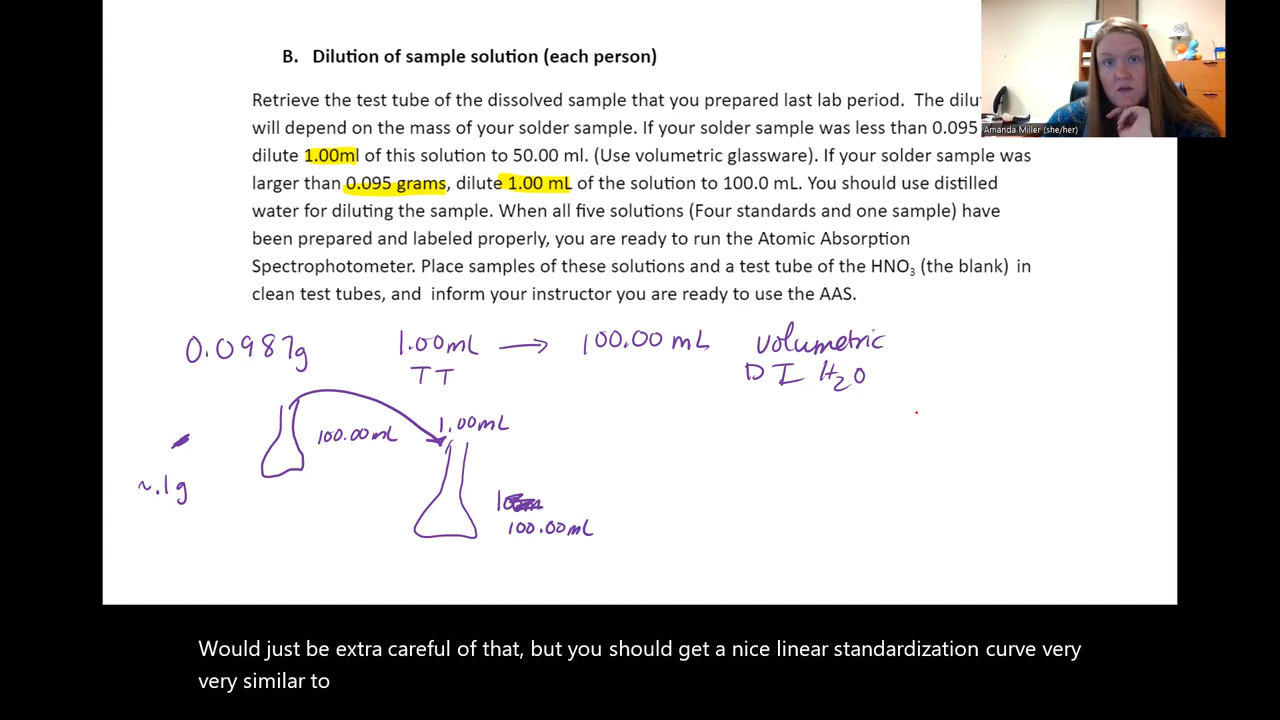 B. Dilution of sample solution (each person)
Retrieve the test tube of the dissolved sample that you prepared last lab period. The
will depend on the mass of your solder sample. If your solder sample was less than 0.095
dilute 1.00ml of this solution to 50.00 ml. (Use volumetric glassware). If your solder sample was
larger than 0.095 grams, dilute 1.00 mL of the solution to 100.0 mL. You should use distilled
water for diluting the sample. When all five solutions (Four standards and one sample) have
been prepared and labeled properly, you are ready to run the Atomic Absorption
Spectrophotometer. Place samples of these solutions and a test tube of the HNO₃ (the blank) in
clean test tubes, and inform your instructor you are ready to use the AAS.
Amanda Miller (she/her)
0.0987g 1.00mL → 100.00 mL volumetric
TT DI H₂O
100.00mL 1.00mL
~.1g
100.00mL
Would just be extra careful of that, but you should get a nice linear standardization curve very
very similar to